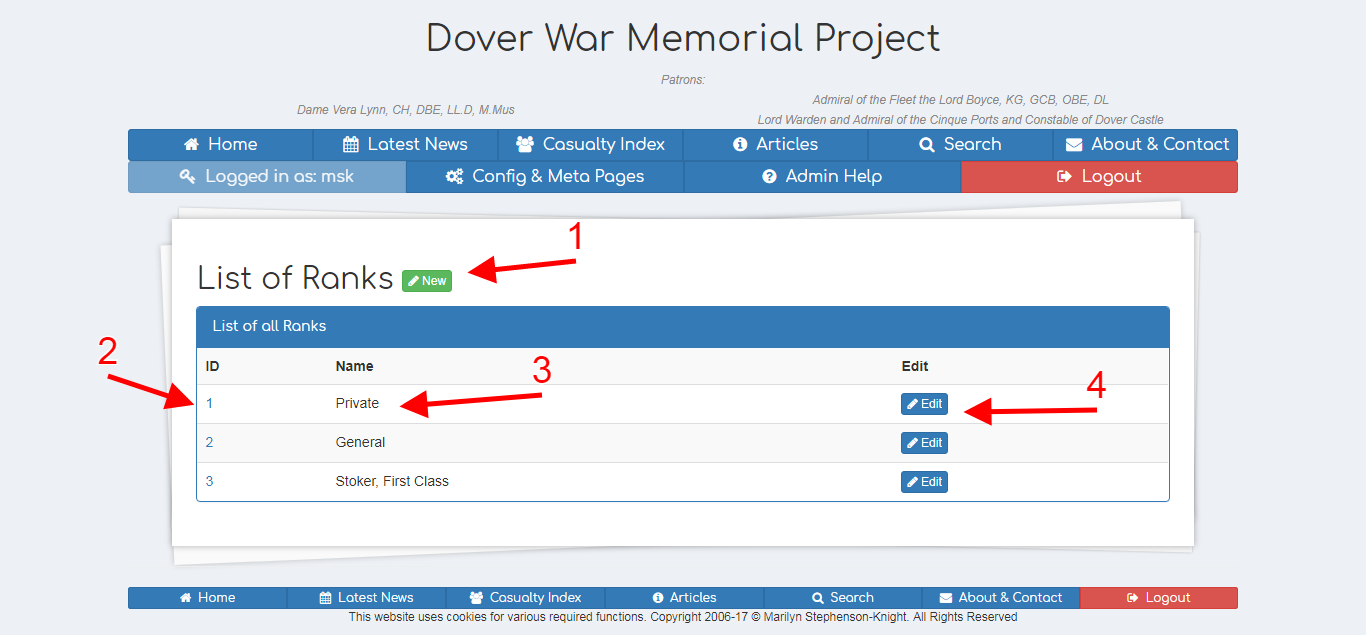 Dover War Memorial Project
Patrons:
Dame Vera Lynn, CH, DBE, LL.D, M.Mus
Admiral of the Fleet the Lord Boyce, KG, GCB, OBE, DL
Lord Warden and Admiral of the Cinque Ports and Constable of Dover Castle
Home Latest News Casualty Index Articles Search About & Contact
Logged in as: msk Config & Meta Pages Admin Help Logout
1
List of Ranks New
List of all Ranks
2
ID Name Edit
3
4
1 Private Edit
2 General Edit
3 Stoker, First Class Edit
Home Latest News Casualty Index Articles Search About & Contact Logout
This website uses cookies for various required functions. Copyright 2006-17 © Marilyn Stephenson-Knight. All Rights Reserved